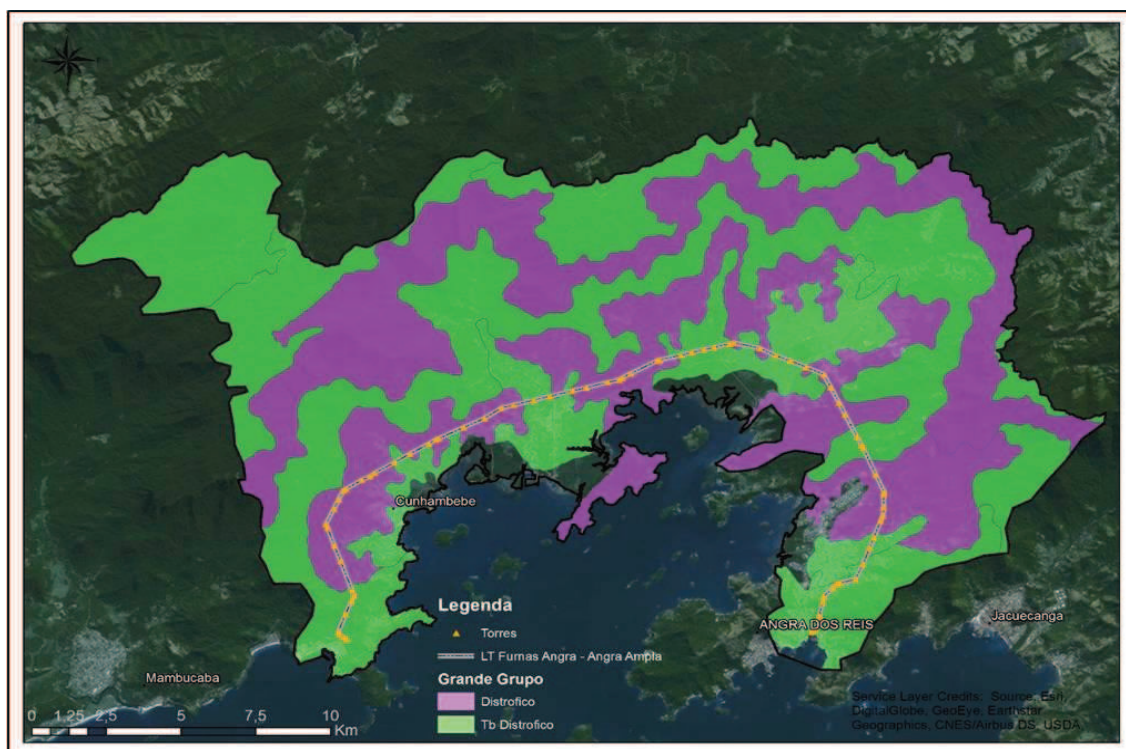 Cunhambebe
Legenda
Torres
LT Furnas Angra - Angra Ampla
Grande Grupo
Distrofico
Tb Distrofico
ANGRA DOS REIS
Jacuecanga
Mambucaba
0 1,25 2,5 5 7,5 10
Km
Service Layer Credits: Source: Esri,
DigitalGlobe, GeoEye, Earthstar
Geographics, CNES/Airbus DS, USDA,